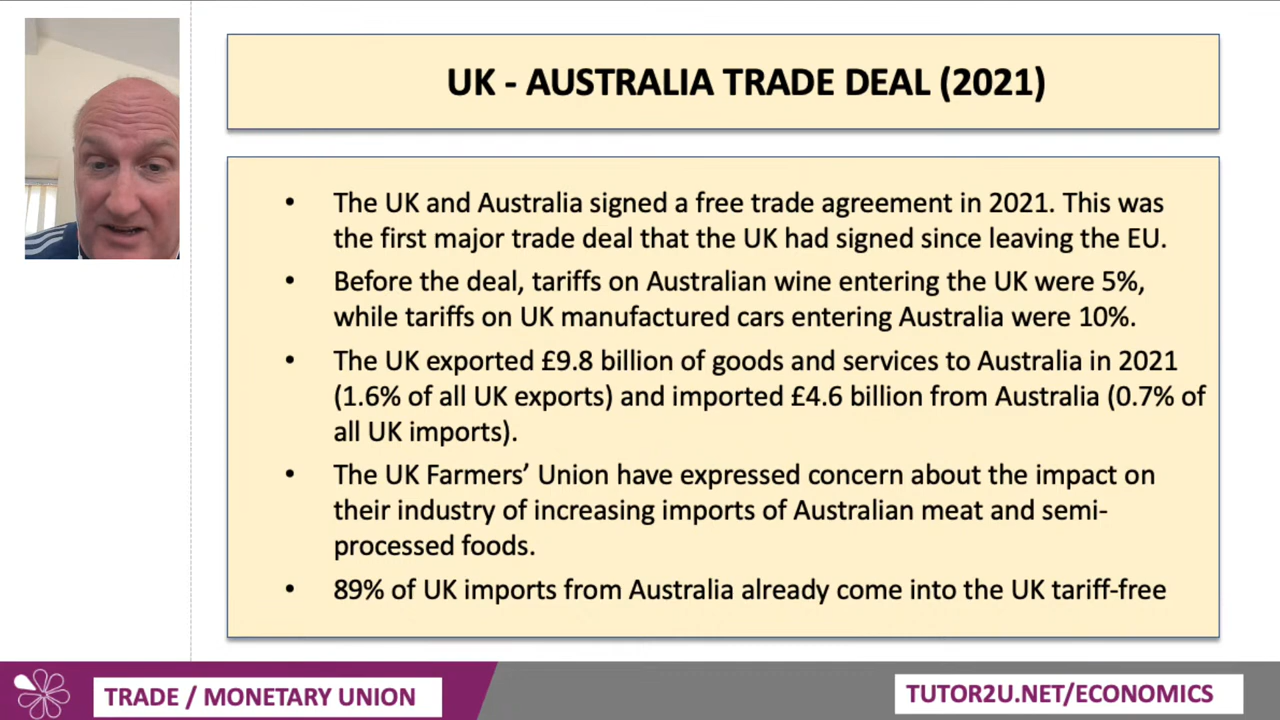 UK - AUSTRALIA TRADE DEAL (2021)
• The UK and Australia signed a free trade agreement in 2021. This was
the first major trade deal that the UK had signed since leaving the EU.
• Before the deal, tariffs on Australian wine entering the UK were 5%,
while tariffs on UK manufactured cars entering Australia were 10%.
• The UK exported £9.8 billion of goods and services to Australia in 2021
(1.6% of all UK exports) and imported £4.6 billion from Australia (0.7% of
all UK imports).
• The UK Farmers’ Union have expressed concern about the impact on
their industry of increasing imports of Australian meat and semi-
processed foods.
• 89% of UK imports from Australia already come into the UK tariff-free
TRADE / MONETARY UNION
TUTOR2U.NET/ECONOMICS